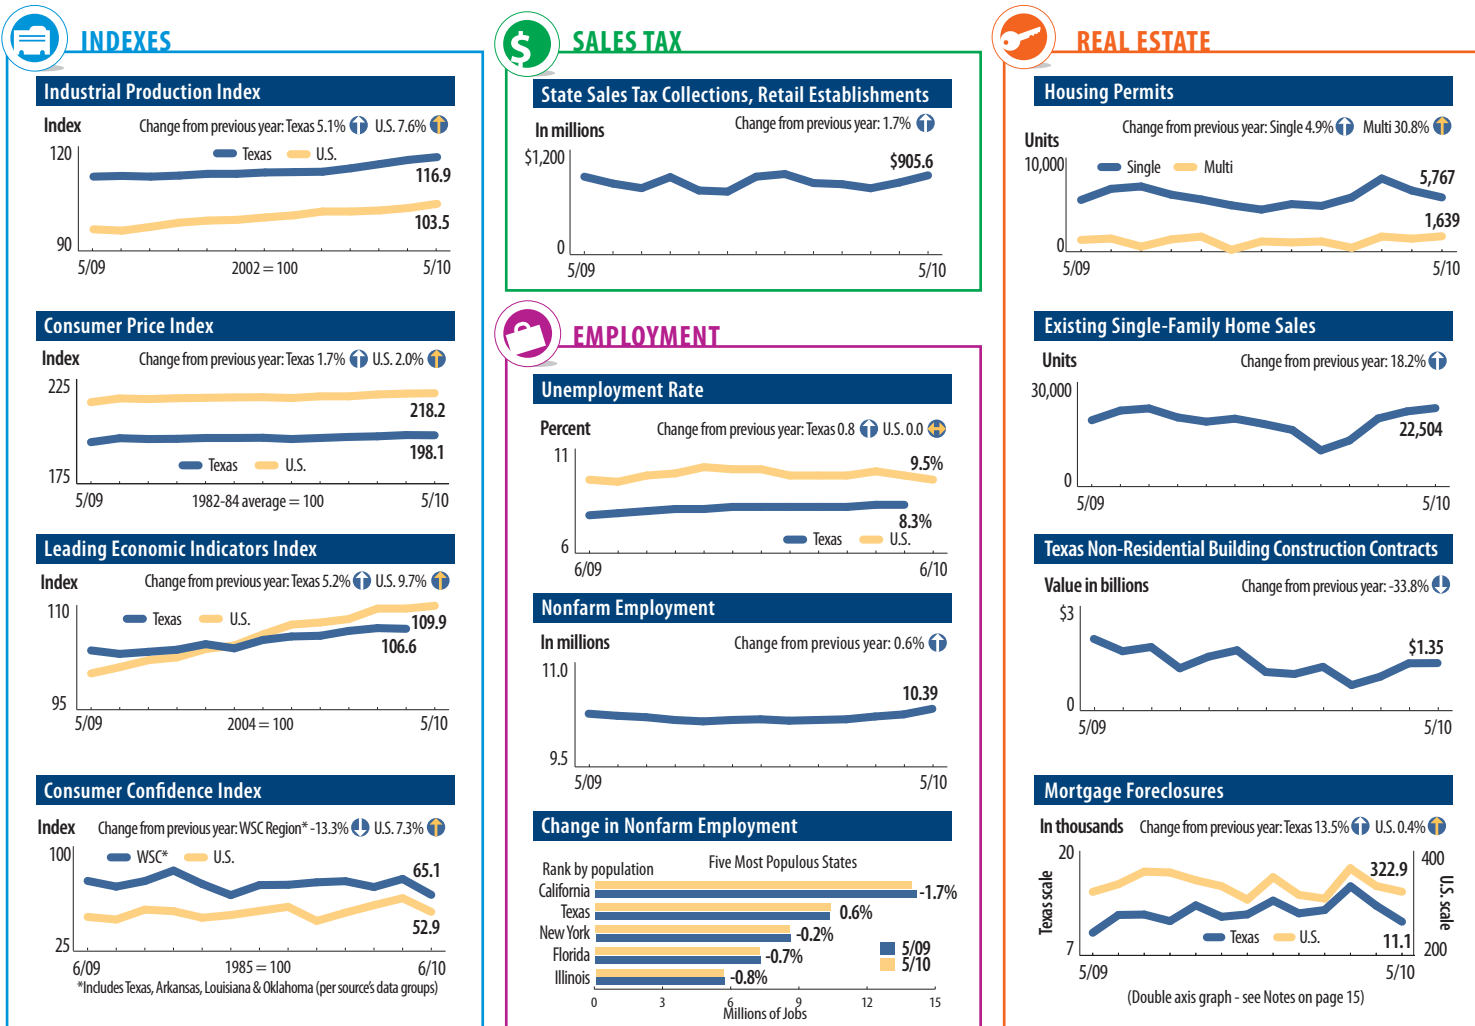 INDEXES
Industrial Production Index
Index
Change from previous year: Texas 5.1% U.S. 7.6%
120
Texas U.S.
116.9
103.5
90
5/09 2002 = 100 5/10
Consumer Price Index
Index
Change from previous year: Texas 1.7% U.S. 2.0%
225
218.2
198.1
Texas U.S.
175
5/09 1982-84 average = 100 5/10
Leading Economic Indicators Index
Index
Change from previous year: Texas 5.2% U.S. 9.7%
110
Texas U.S.
109.9
106.6
95
5/09 2004 = 100 5/10
Consumer Confidence Index
Index
Change from previous year: WSC Region* -13.3% U.S. 7.3%
100
WSC* U.S.
65.1
52.9
25
6/09 1985 = 100 6/10
*Includes Texas, Arkansas, Louisiana & Oklahoma (per source's data groups)
$
SALES TAX
State Sales Tax Collections, Retail Establishments
In millions
Change from previous year: 1.7%
$1,200
$905.6
0
5/09 5/10
EMPLOYMENT
Unemployment Rate
Percent
Change from previous year: Texas 0.8 U.S. 0.0
11
9.5%
8.3%
Texas U.S.
6
6/09 6/10
Nonfarm Employment
In millions
Change from previous year: 0.6%
11.0
10.39
9.5
5/09 5/10
Change in Nonfarm Employment
Rank by population
Five Most Populous States
California -1.7%
Texas 0.6%
New York -0.2%
Florida -0.7%
Illinois -0.8%
5/09
5/10
0 3 6 9 12 15
Millions of Jobs
REAL ESTATE
Housing Permits
Change from previous year: Single 4.9% Multi 30.8%
Units
10,000
Single Multi
5,767
1,639
0
5/09 5/10
Existing Single-Family Home Sales
Units
Change from previous year: 18.2%
30,000
22,504
0
5/09 5/10
Texas Non-Residential Building Construction Contracts
Value in billions
Change from previous year: -33.8%
$3
$1.35
0
5/09 5/10
Mortgage Foreclosures
In thousands
Change from previous year: Texas 13.5% U.S. 0.4%
20
400
322.9
Texas scale
U.S. scale
Texas U.S.
11.1
7
200
5/09 5/10
(Double axis graph - see Notes on page 15)